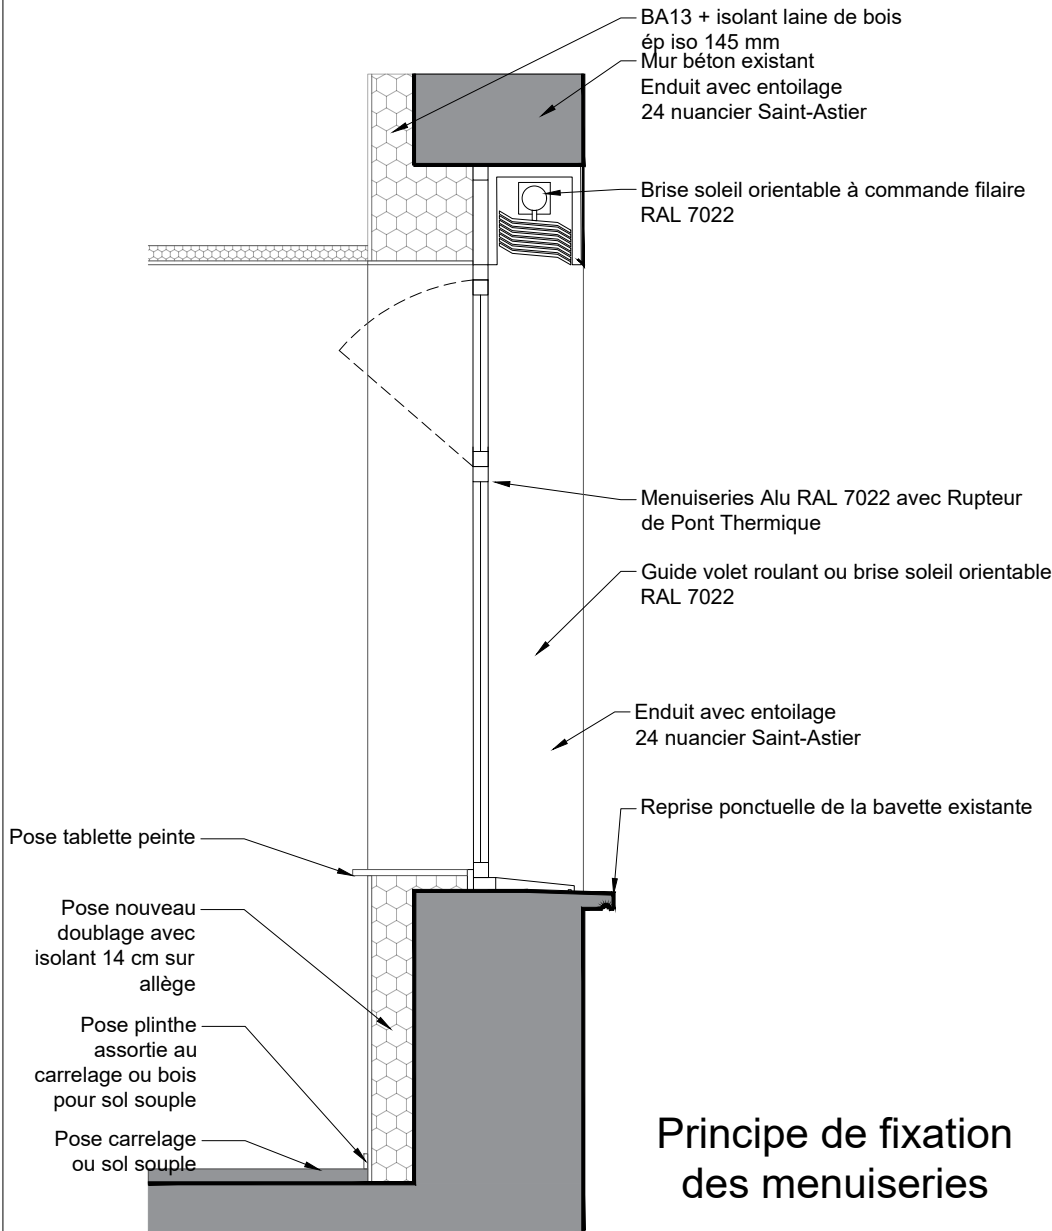 BA13 + isolant laine de bois
ép iso 145 mm
Mur béton existant
Enduit avec entoilage
24 nuancier Saint-Astier
Brise soleil orientable à commande filaire
RAL 7022
Menuiseries Alu RAL 7022 avec Rupteur
de Pont Thermique
Guide volet roulant ou brise soleil orientable
RAL 7022
Enduit avec entoilage
24 nuancier Saint-Astier
Reprise ponctuelle de la bavette existante
Pose tablette peinte
Pose nouveau
doublage avec
isolant 14 cm sur
allège
Pose plinthe
assortie au
carrelage ou bois
pour sol souple
Pose carrelage
ou sol souple
Principe de fixation
des menuiseries